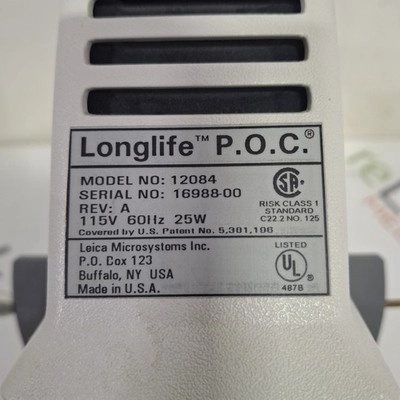 Longlife™ P.O.C.®
MODEL NO: 12084
SERIAL NO: 16988-00
REV: A
115V 60Hz 25W
Covered by U.S. Patent No. 5,301,106
Leica Microsystems Inc.
P.O. Box 123
Buffalo, NY USA
Made in U.S.A.
SA
RISK CLASS 1
STANDARD
C22.2 NO. 125
LISTED
UL
487B